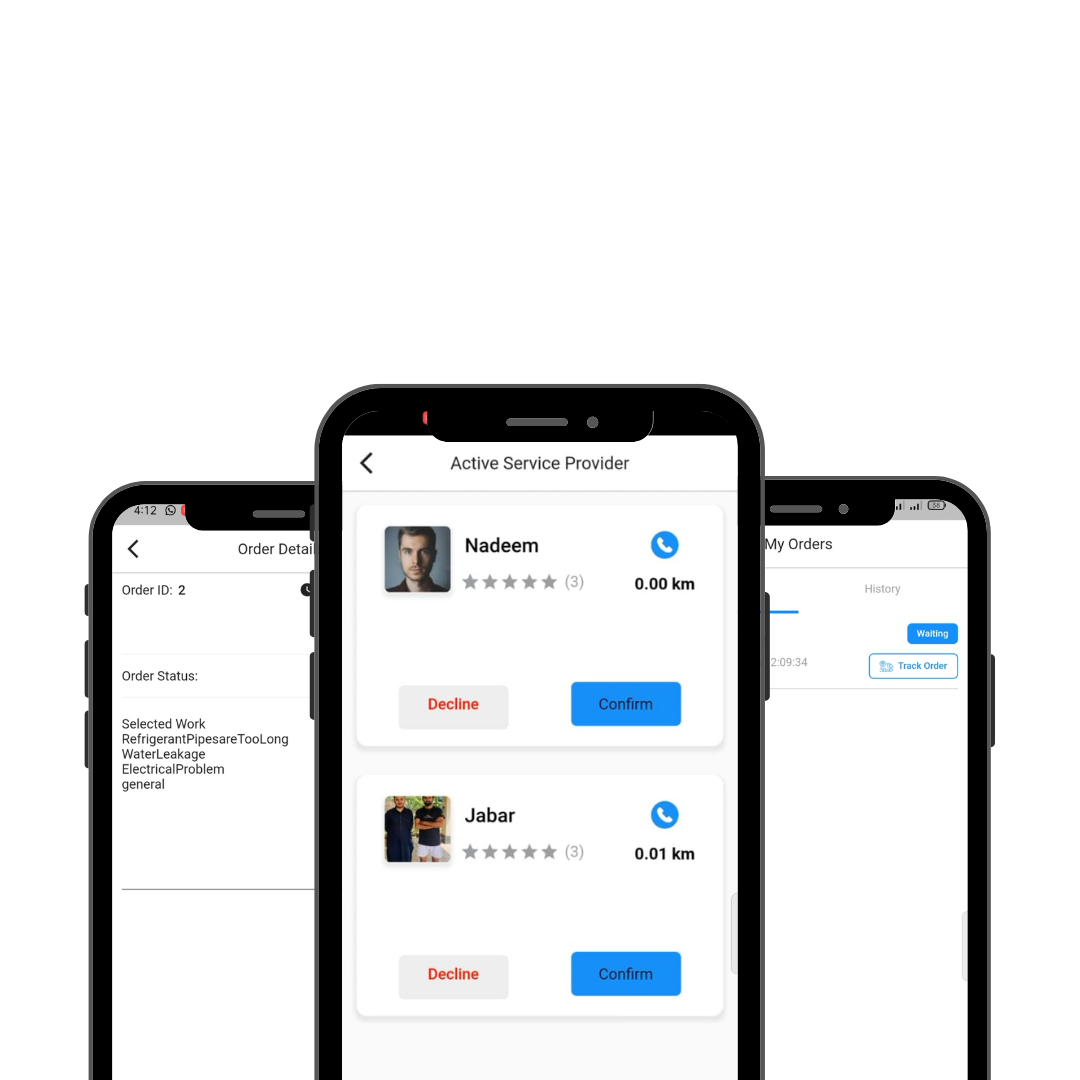 4:12
Order Detai
Order ID: 2
Order Status:
Selected Work
RefrigerantPipesareTooLong
WaterLeakage
ElectricalProblem
general
Active Service Provider
Nadeem
(3)
0.00 km
Decline
Confirm
Jabar
(3)
0.01 km
Decline
Confirm
My Orders
History
Waiting
2:09:34
Track Order